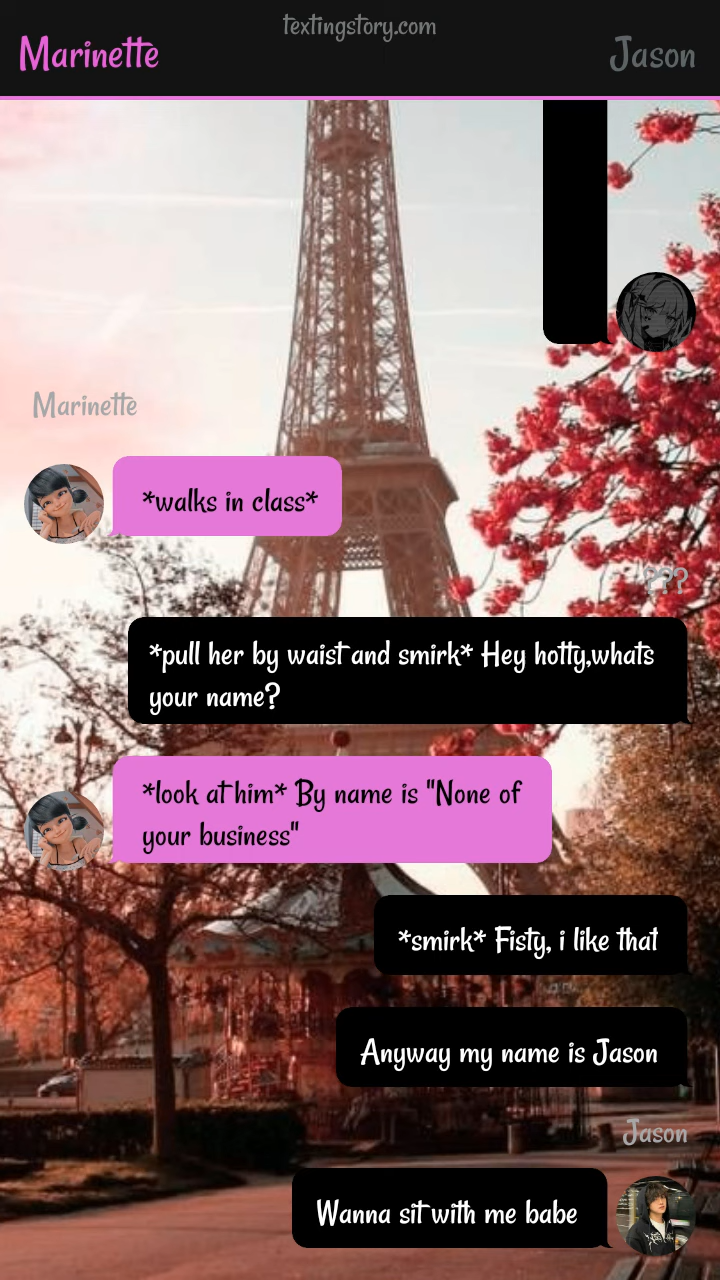 textingstory.com
Marinette
Jason
Marinette
*walks in class*
???
*pull her by waist and smirk* Hey hotty,whats
your name?
*look at him* By name is "None of
your business"
*smirk* Fisty, i like that
Anyway my name is Jason
Jason
Wanna sit with me babe